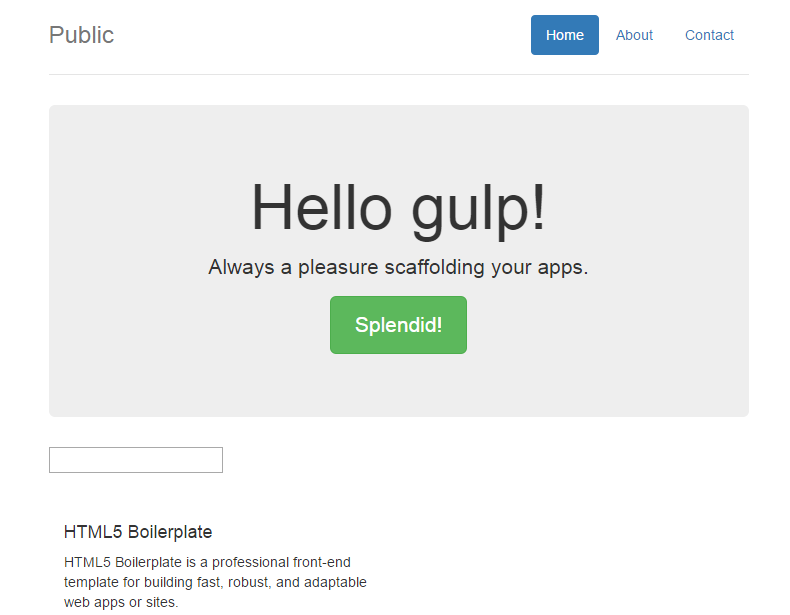 Public
Home About Contact
Hello gulp!
Always a pleasure scaffolding your apps.
Splendid!
HTML5 Boilerplate
HTML5 Boilerplate is a professional front-end
template for building fast, robust, and adaptable
web apps or sites.